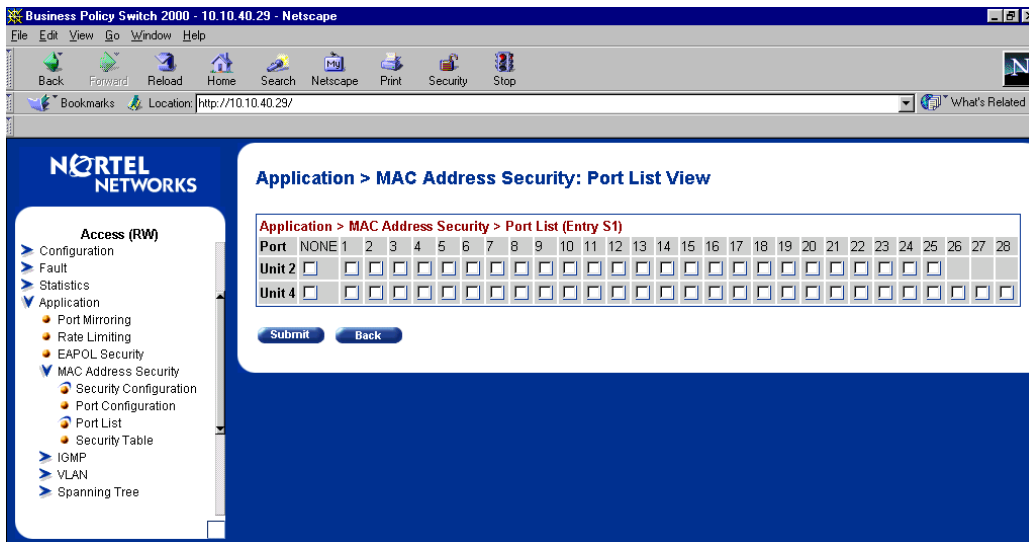 Business Policy Switch 2000 - 10.10.40.29 - Netscape
File Edit View Go Window Help
Back Forward Reload Home Search Netscape Print Security Stop
My
N
Bookmarks Location: http://10.10.40.29/ What's Related
NORTEL
NETWORKS
Access (RW)
Configuration
Fault
Statistics
Application
Port Mirroring
Rate Limiting
EAPOL Security
MAC Address Security
Security Configuration
Port Configuration
Port List
Security Table
IGMP
VLAN
Spanning Tree
Application > MAC Address Security: Port List View
Application > MAC Address Security > Port List (Entry S1)
Port NONE 1 2 3 4 5 6 7 8 9 10 11 12 13 14 15 16 17 18 19 20 21 22 23 24 25 26 27 28
Unit 2
Unit 4
Submit Back